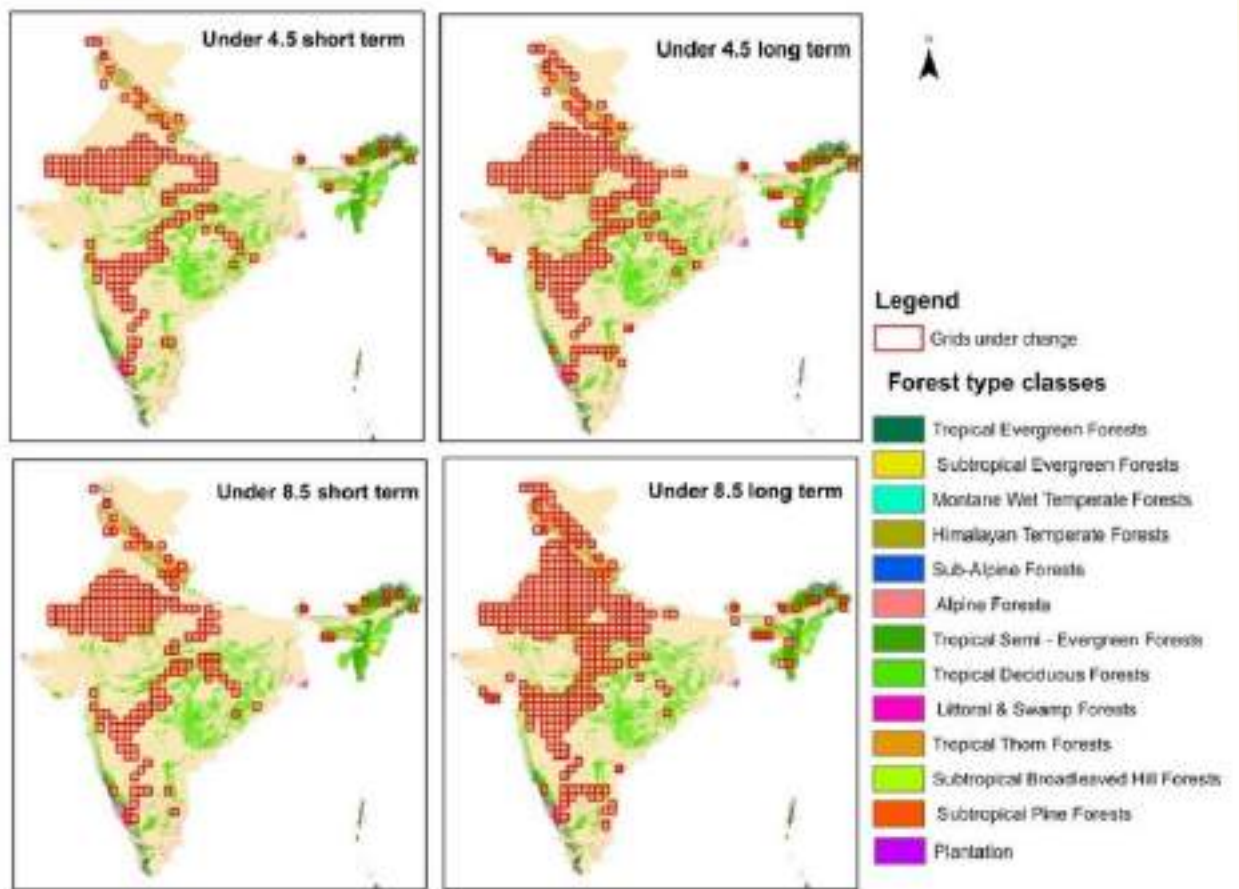 Under 4.5 short term
Under 4.5 long term
Under 8.5 short term
Under 8.5 long term
Legend
Grids under change
Forest type classes
Tropical Evergreen Forests
Subtropical Evergreen Forests
Montane Wet Temperate Forests
Himalayan Temperate Forests
Sub-Alpine Forests
Alpine Forests
Tropical Semi - Evergreen Forests
Tropical Deciduous Forests
Littoral & Swamp Forests
Tropical Thorn Forests
Subtropical Broadleaved Hill Forests
Subtropical Pine Forests
Plantation